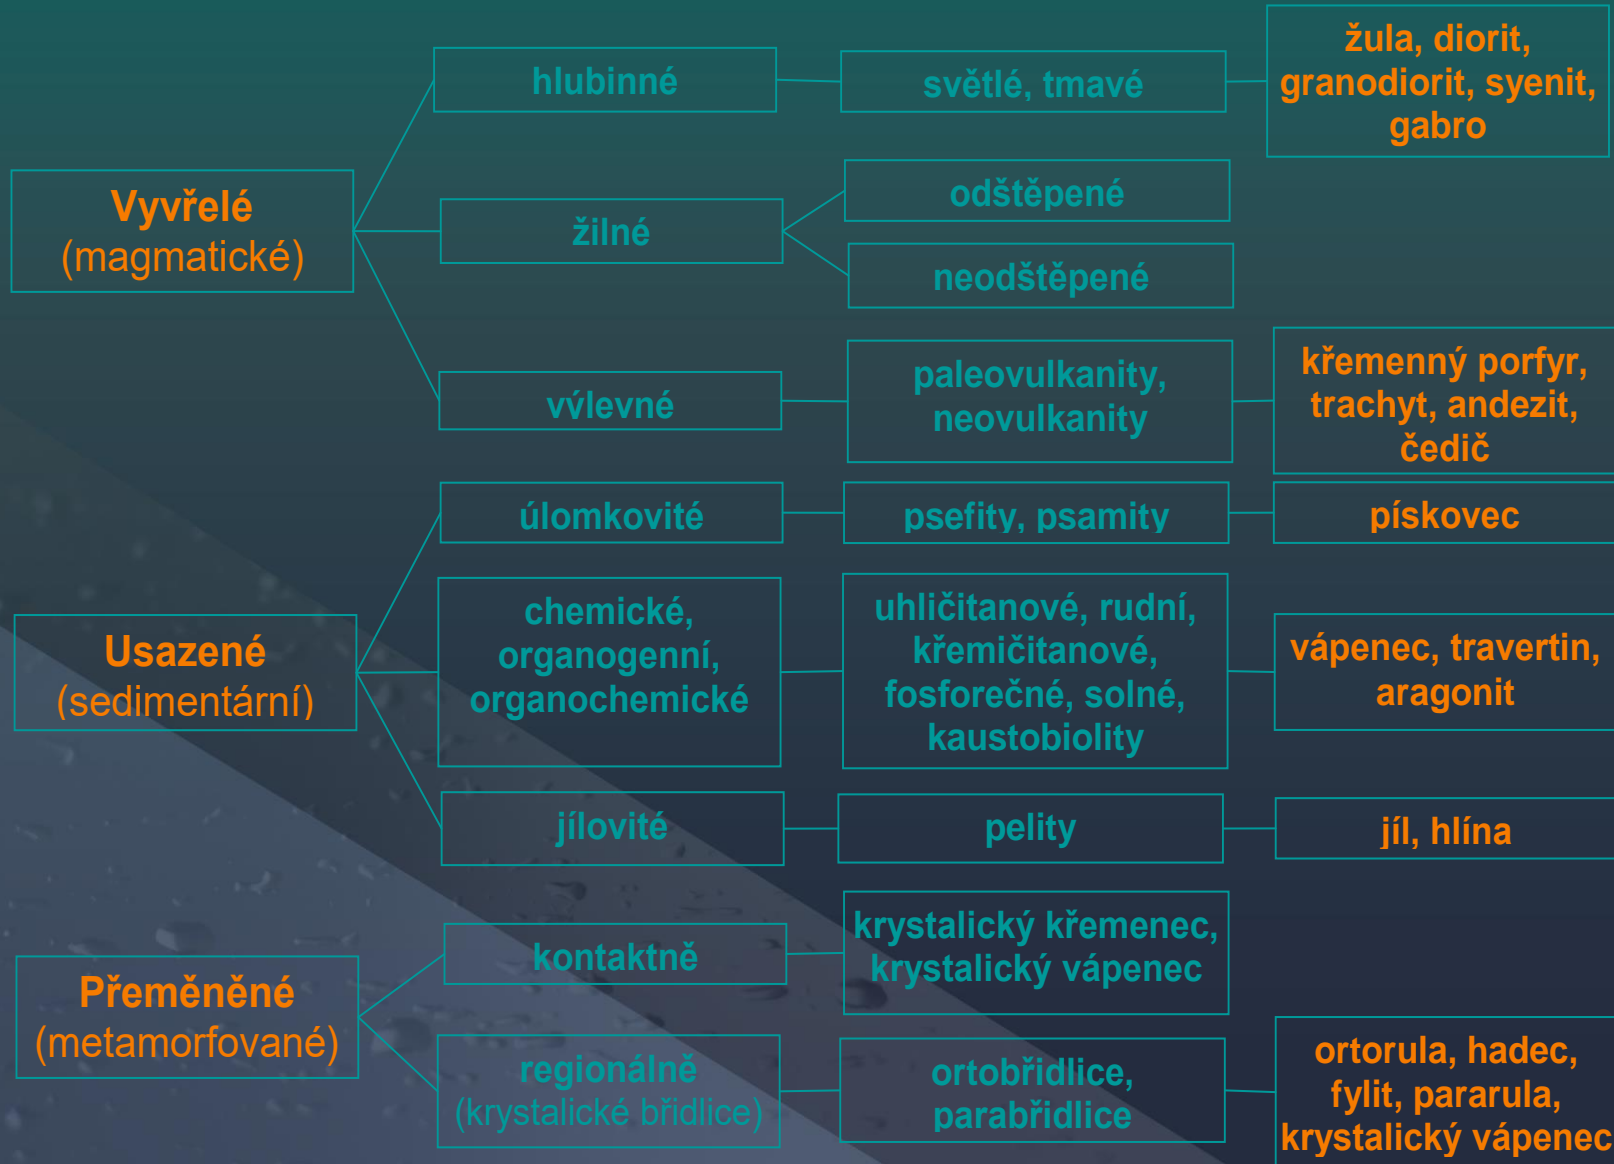 Vyvřelé
(magmatické)
hlubinné
světlé, tmavé
žula, diorit,
granodiorit, syenit,
gabro
žilné
odštěpené
neodštěpené
výlevné
paleovulkanity,
neovulkanity
křemenný porfyr,
trachyt, andezit,
čedič
Usazené
(sedimentární)
úlomkovité
psefity, psamity
pískovec
chemické,
organogenní,
organochemické
uhličitanové, rudní,
křemičitanové,
fosforečné, solné,
kaustobiolity
vápenec, travertin,
aragonit
jílovité
pelity
jíl, hlína
Přeměněné
(metamorfované)
kontaktně
krystalický křemenec,
krystalický vápenec
regionálně
(krystalické břidlice)
ortobřidlice,
parabřidlice
ortorula, hadec,
fylit, pararula,
krystalický vápenec